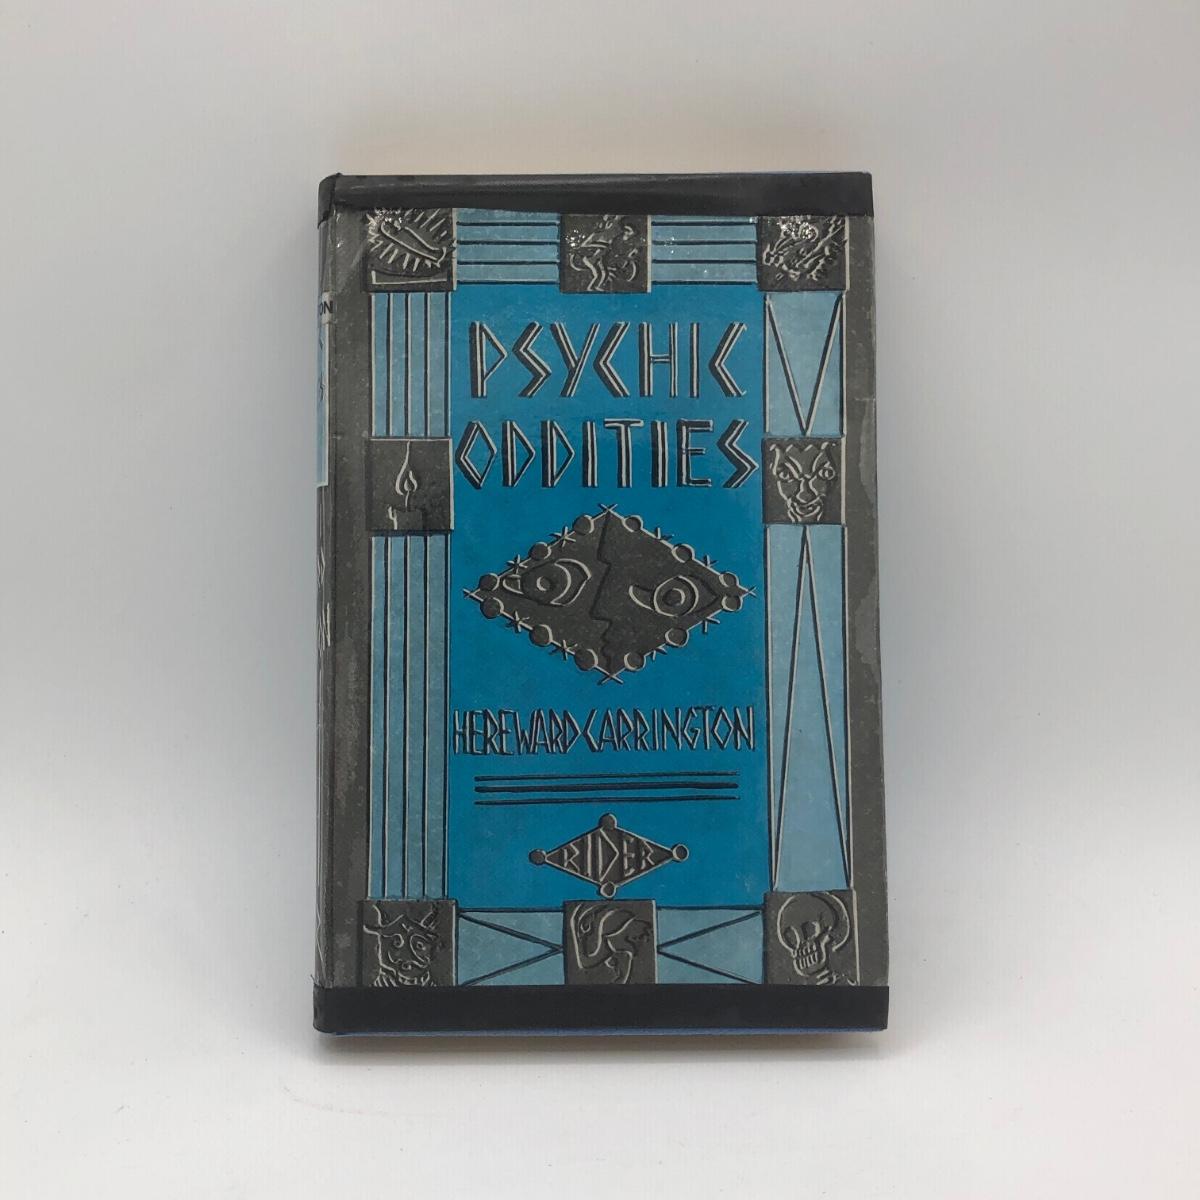 PSYCHIC
ODDITIES
HEREWARD CARRINGTON
RIDER